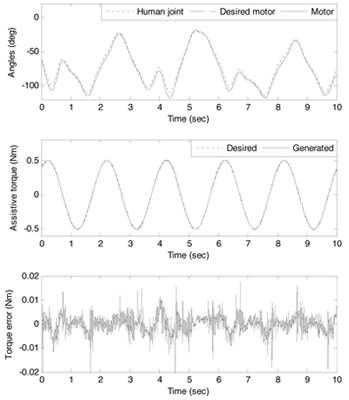 Human joint Desired motor Motor
0
-50
-100
Angles (deg)
0 1 2 3 4 5 6 7 8 9 10
Time (sec)
Desired Generated
0.5
0
-0.5
Assistive torque (Nm)
0 1 2 3 4 5 6 7 8 9 10
Time (sec)
0.02
0.01
0
-0.01
-0.02
Torque error (Nm)
0 1 2 3 4 5 6 7 8 9 10
Time (sec)